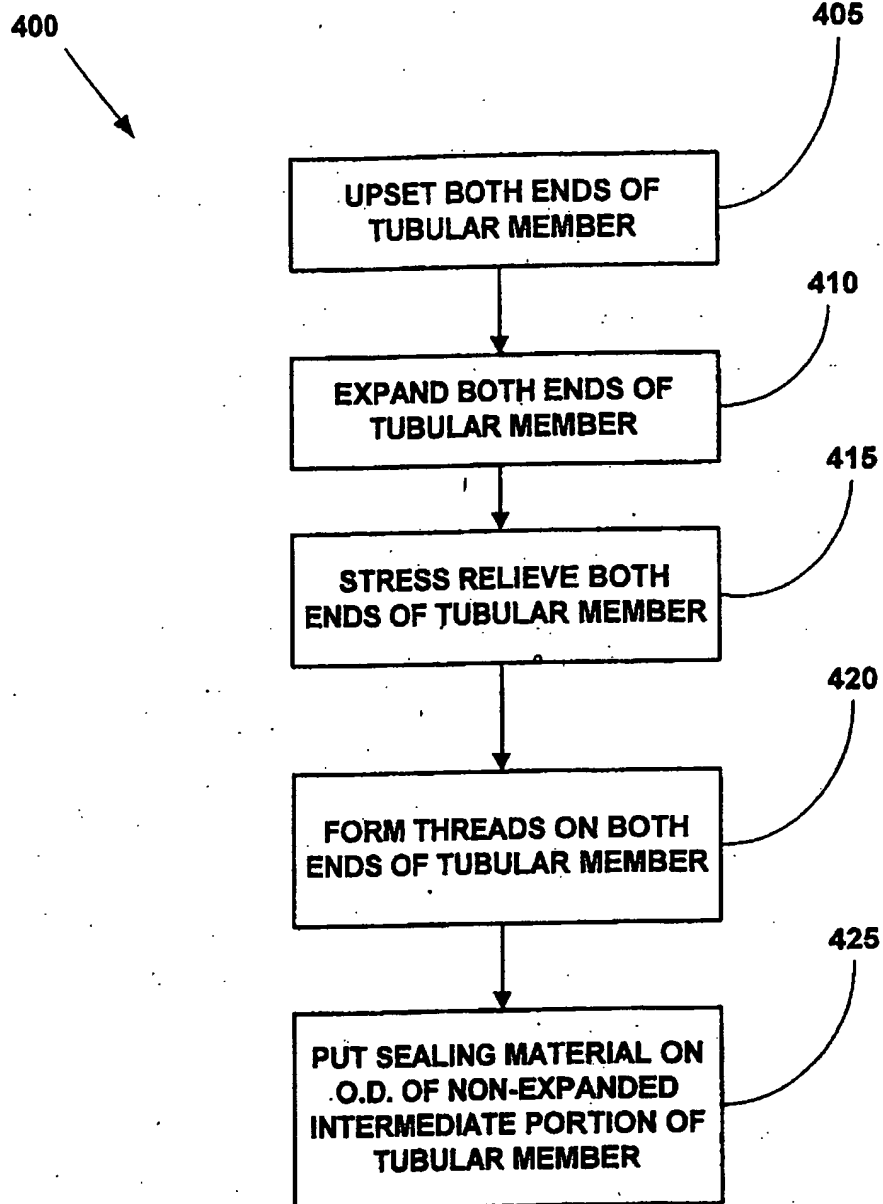 400
405
UPSET BOTH ENDS OF
TUBULAR MEMBER
410
EXPAND BOTH ENDS OF
TUBULAR MEMBER
415
STRESS RELIEVE BOTH
ENDS OF TUBULAR MEMBER
420
FORM THREADS ON BOTH
ENDS OF TUBULAR MEMBER
425
PUT SEALING MATERIAL ON
O.D. OF NON-EXPANDED
INTERMEDIATE PORTION OF
TUBULAR MEMBER